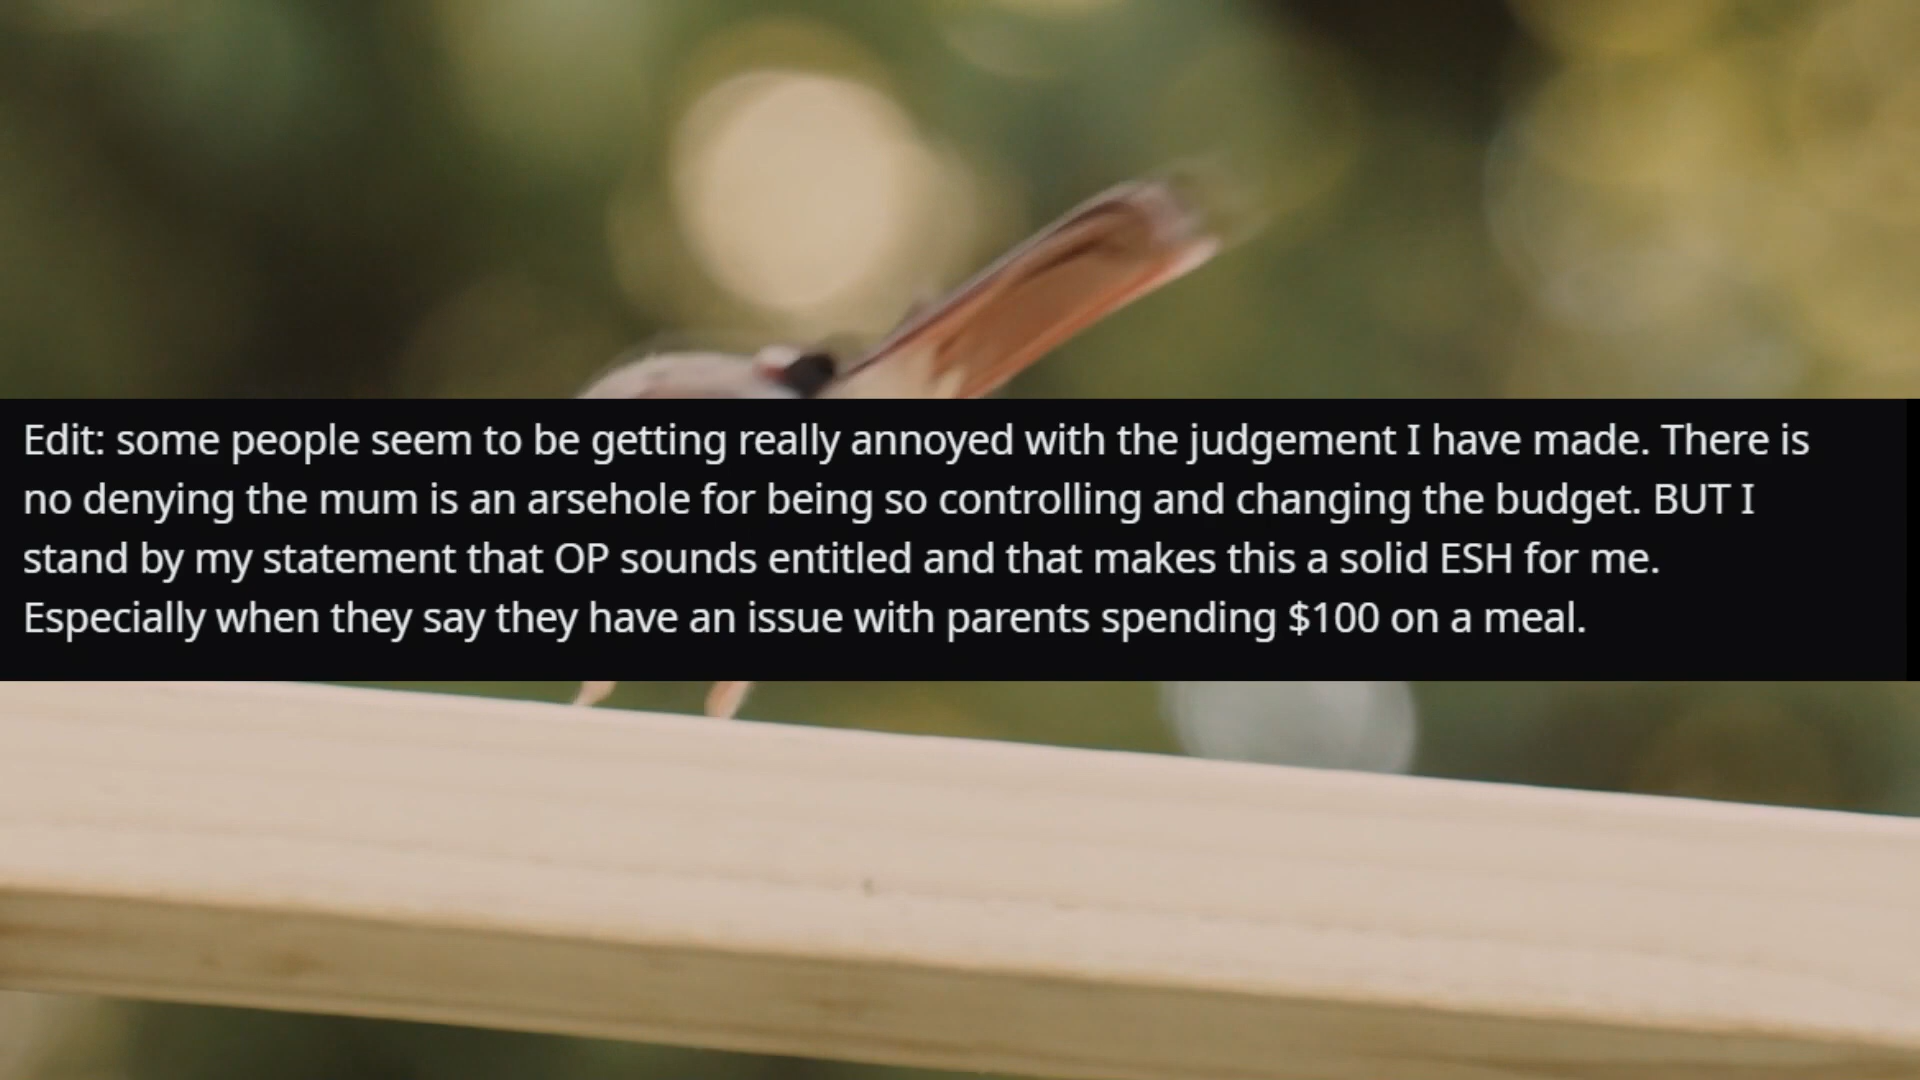 Edit: some people seem to be getting really annoyed with the judgement I have made. There is
no denying the mum is an arsehole for being so controlling and changing the budget. BUT I
stand by my statement that OP sounds entitled and that makes this a solid ESH for me.
Especially when they say they have an issue with parents spending $100 on a meal.